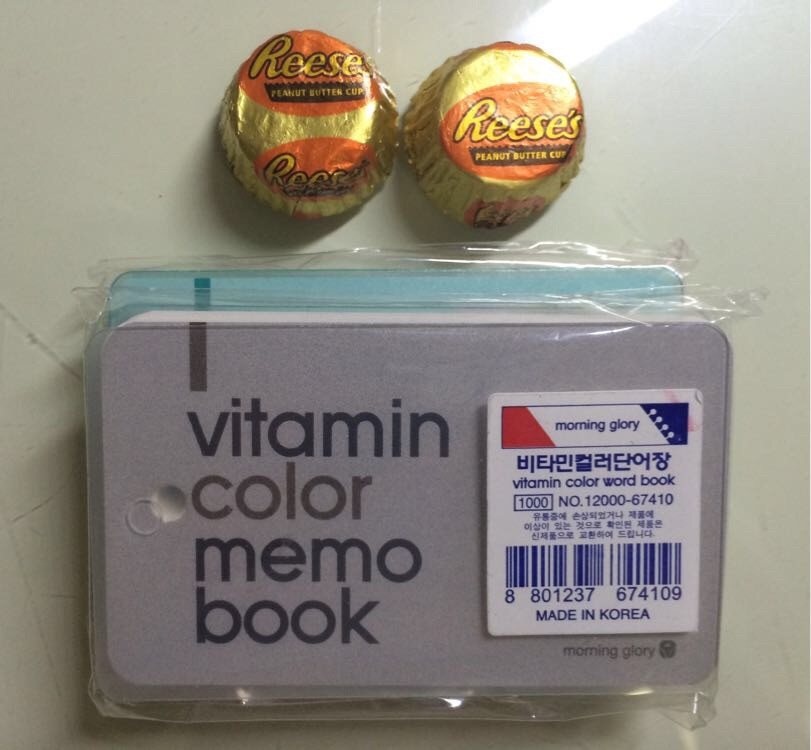 Reese's
PEANUT BUTTER CUP
Reese's
Reese's
PEANUT BUTTER CUP
vitamin
color
memo
book
morning glory
비타민컬러단어장
vitamin color word book
1000 NO.12000-67410
유통중에 손상되었거나 제품에
이상이 있는 것으로 확인된 제품은
신제품으로 교환하여 드립니다.
8 801237 674109
MADE IN KOREA
morning glory